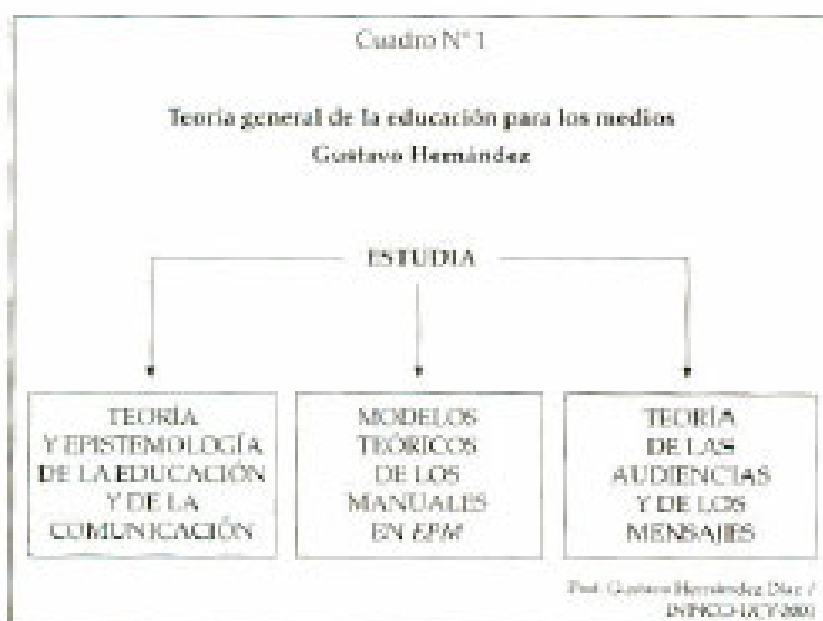 Cuadro N° 1
Teoría general de la educación para los medios
Gustavo Hernández
ESTUDIA
TEORÍA
Y EPISTEMOLOGÍA
DE LA EDUCACIÓN
Y DE LA
COMUNICACIÓN
MODELOS
TEÓRICOS
DE LOS
MANUALES
EN EPM
TEORÍA
DE LAS
AUDIENCIAS
Y DE LOS
MENSAJES
Prof. Gustavo Hernández Díaz /